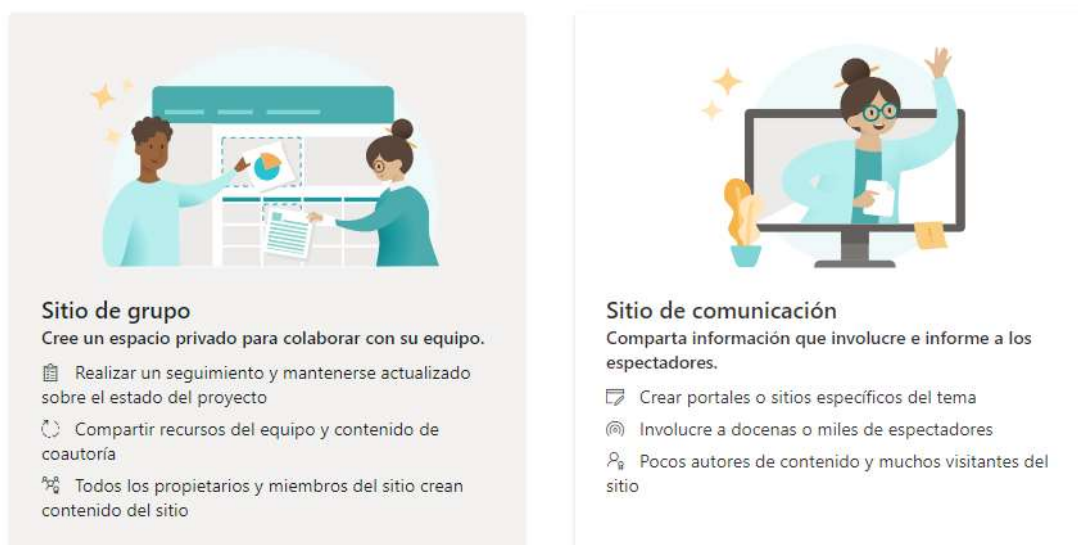 Sitio de grupo
Cree un espacio privado para colaborar con su equipo.
Realizar un seguimiento y mantenerse actualizado
sobre el estado del proyecto
Compartir recursos del equipo y contenido de
coautoría
Todos los propietarios y miembros del sitio crean
contenido del sitio
Sitio de comunicación
Comparta información que involucre e informe a los
espectadores.
Crear portales o sitios específicos del tema
Involucre a docenas o miles de espectadores
Pocos autores de contenido y muchos visitantes del
sitio